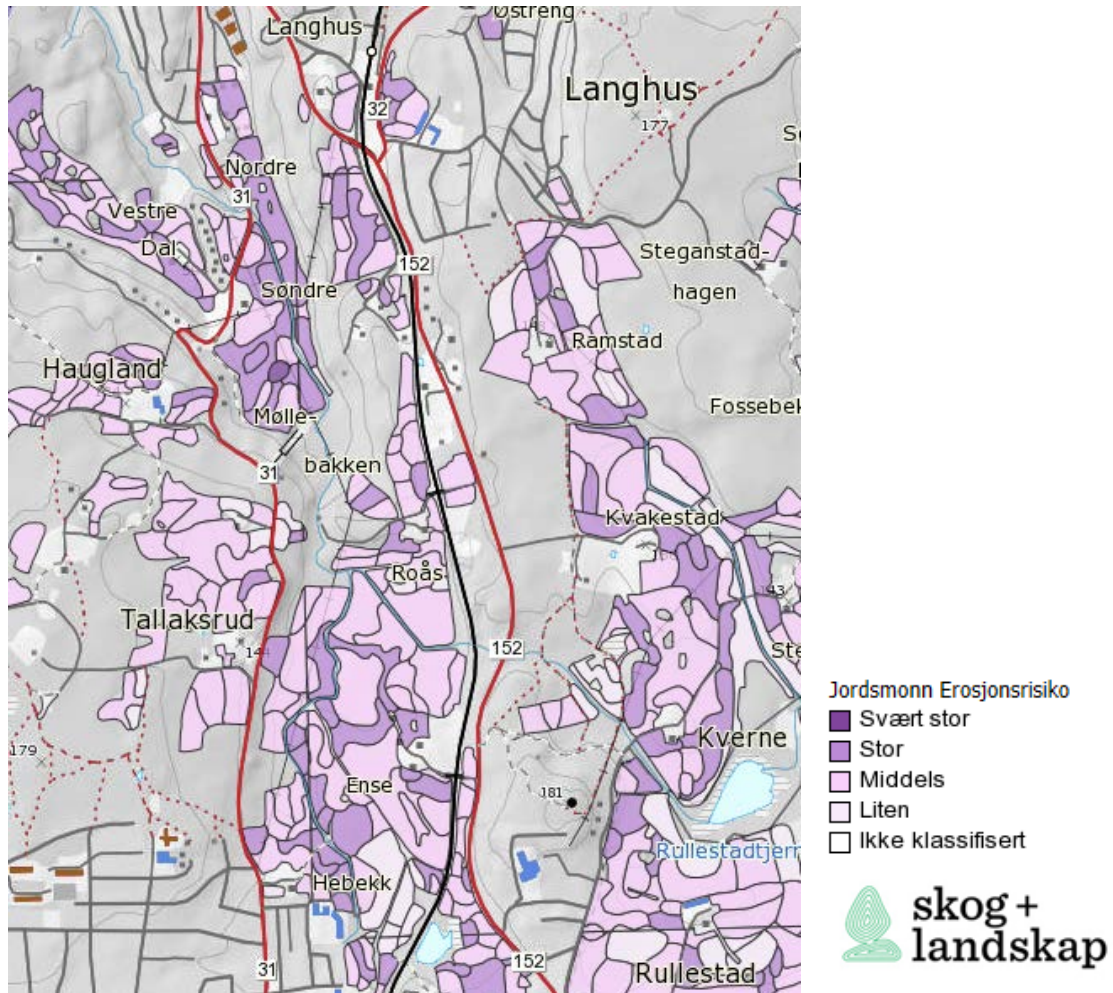 Østreng
Langhus
Langhus
32
177
Nordre
31
Vestre
Dal
152
Steganstad-
hagen
Søndre
Ramstad
Haugland
Mølle-
bakken
Fossebek
31
Kvakestad
Roås
Tallaksrud
152
43
Ste
179
Kverne
Ense
181
Rullestadtjern
Hebekk
31
152
Rullestad
Jordsmonn Erosjonsrisiko
Svært stor
Stor
Middels
Liten
Ikke klassifisert
skog +
landskap